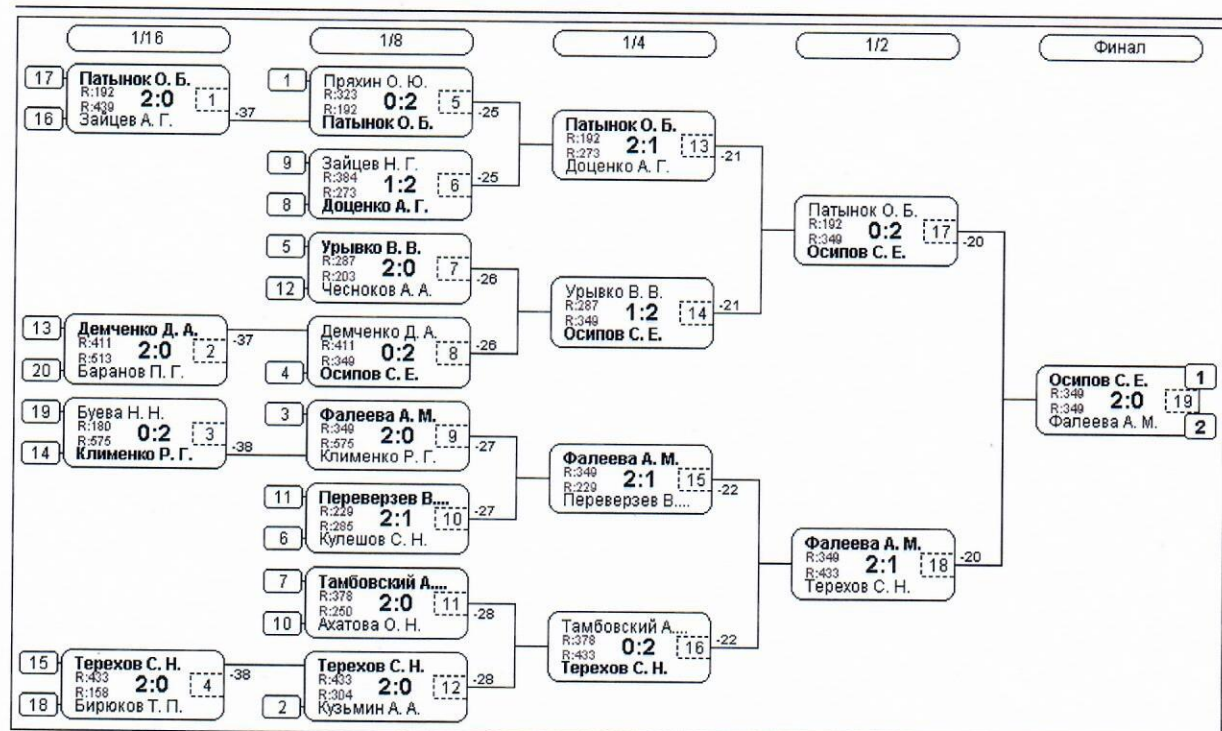 1/16
1/8
1/4
1/2
Финал
17
Патынок О. Б.
R:192
2:0
1
R:439
16
Зайцев А. Г.
-37
13
Демченко Д. А.
R:411
2:0
2
R:513
20
Баранов П. Г.
-37
19
Буева Н. Н.
R:180
0:2
3
R:575
14
Клименко Р. Г.
-38
15
Терехов С. Н.
R:433
2:0
4
R:158
18
Бирюков Т. П.
-38
1
Пряхин О. Ю.
R:323
0:2
5
R:192
Патынок О. Б.
-25
9
Зайцев Н. Г.
R:384
1:2
6
R:273
8
Доценко А. Г.
-25
5
Урывко В. В.
R:287
2:0
7
R:203
12
Чесноков А. А.
-26
Демченко Д. А.
R:411
0:2
8
R:349
4
Осипов С. Е.
-26
3
Фалеева А. М.
R:349
2:0
9
R:575
Клименко Р. Г.
-27
11
Переверзев В....
R:229
2:1
10
R:285
6
Кулешов С. Н.
-27
7
Тамбовский А....
R:378
2:0
11
R:250
10
Ахатова О. Н.
-28
Терехов С. Н.
R:433
2:0
12
R:304
2
Кузьмин А. А.
-28
Патынок О. Б.
R:192
2:1
13
R:273
Доценко А. Г.
-21
Урывко В. В.
R:287
1:2
14
R:349
Осипов С. Е.
-21
Фалеева А. М.
R:349
2:1
15
R:229
Переверзев В....
-22
Тамбовский А....
R:378
0:2
16
R:433
Терехов С. Н.
-22
Патынок О. Б.
R:192
0:2
17
R:349
Осипов С. Е.
-20
Фалеева А. М.
R:349
2:1
18
R:433
Терехов С. Н.
-20
Осипов С. Е.
1
R:349
2:0
19
R:349
Фалеева А. М.
2